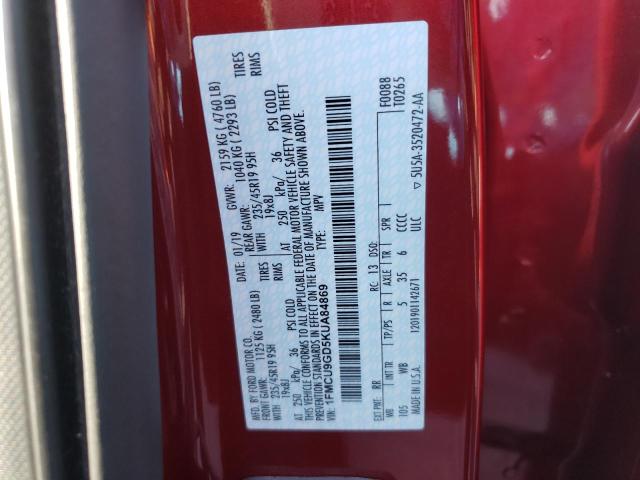 MFD. BY FORD MOTOR CO.
DATE: 01/19 GVWR: 2159 KG ( 4760 LB)
FRONT GAWR: 1125 KG ( 2480 LB) REAR GAWR: 1040 KG ( 2293 LB)
WITH 235/45R19 95H TIRES WITH 235/45R19 95H TIRES
19x8J RIMS 19x8J RIMS
AT 250 kPa/ 36 PSI COLD AT 250 kPa/ 36 PSI COLD
THIS VEHICLE CONFORMS TO ALL APPLICABLE FEDERAL MOTOR VEHICLE SAFETY AND THEFT
PREVENTION STANDARDS IN EFFECT ON THE DATE OF MANUFACTURE SHOWN ABOVE.
VIN: 1FMCU9GD5KUA84869 TYPE: MPV
F0088
T0265
EXT PNT: RR RC: 13 DSO:
WB INT TR TP/PS R AXLE TR SPR
105 WB 5 35 6 CCCC
MADE IN U.S.A. 1201901142671 ULC
▽ 5U5A-3520472-AA